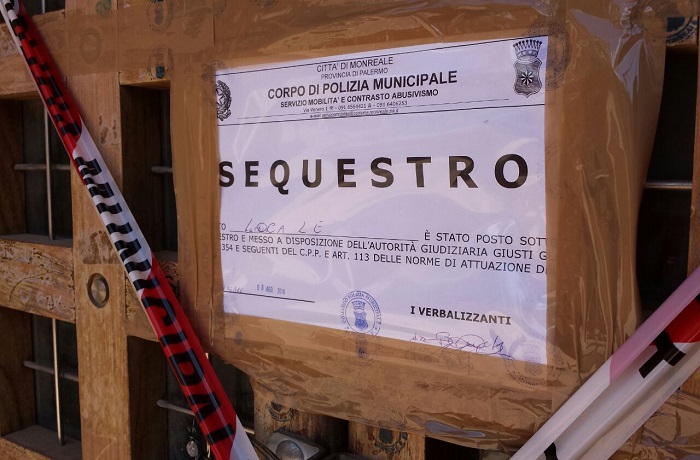 CITTA' DI MONREALE
PROVINCIA DI PALERMO
CORPO DI POLIZIA MUNICIPALE
SERVIZIO MOBILITA' E CONTRASTO ABUSIVISMO
SEQUESTRO
LOCALE È STATO POSTO SOTT
ESTRO E MESSO A DISPOSIZIONE DELL'AUTORITÀ GIUDIZIARIA GIUSTI
354 E SEGUENTI DEL C.P.P. E ART. 113 DELLE NORME DI ATTUAZIONE D
I VERBALIZZANTI